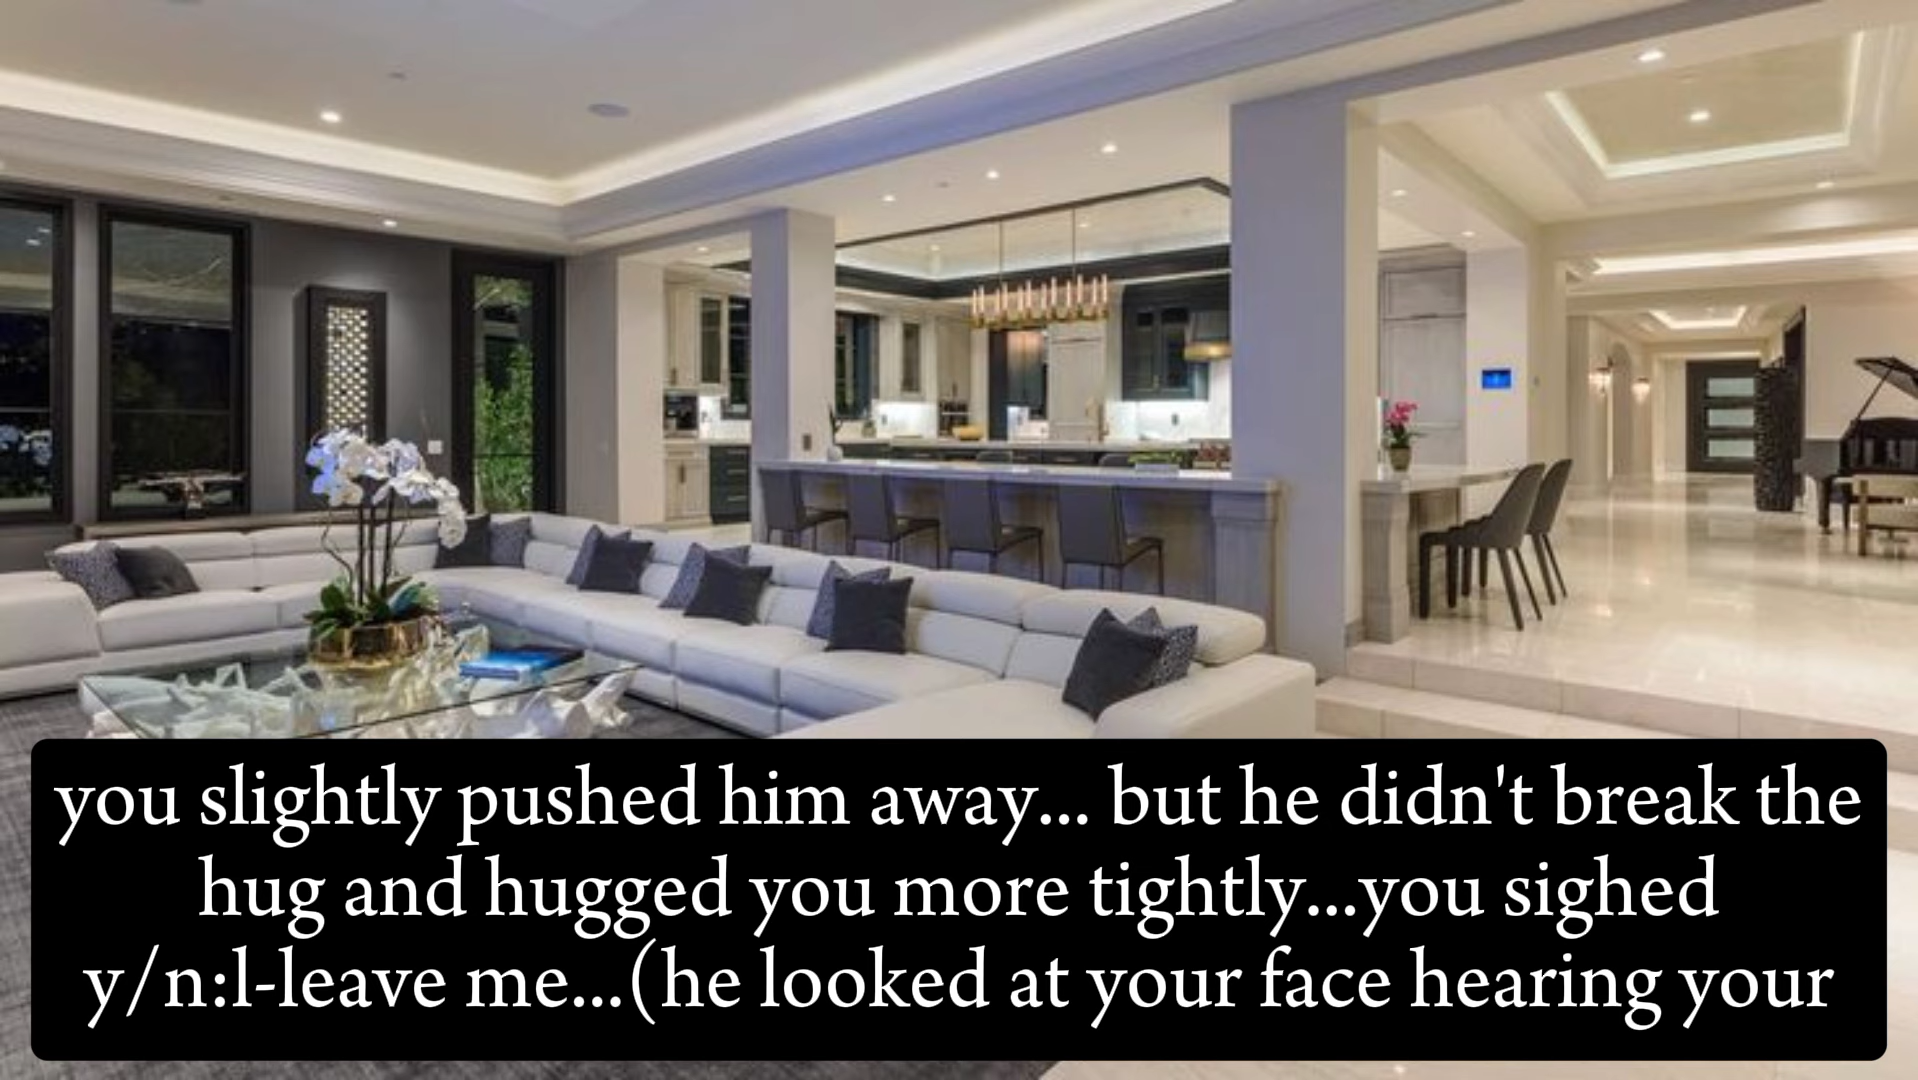 you slightly pushed him away... but he didn't break the
hug and hugged you more tightly...you sighed
y/n:l-leave me...(he looked at your face hearing your